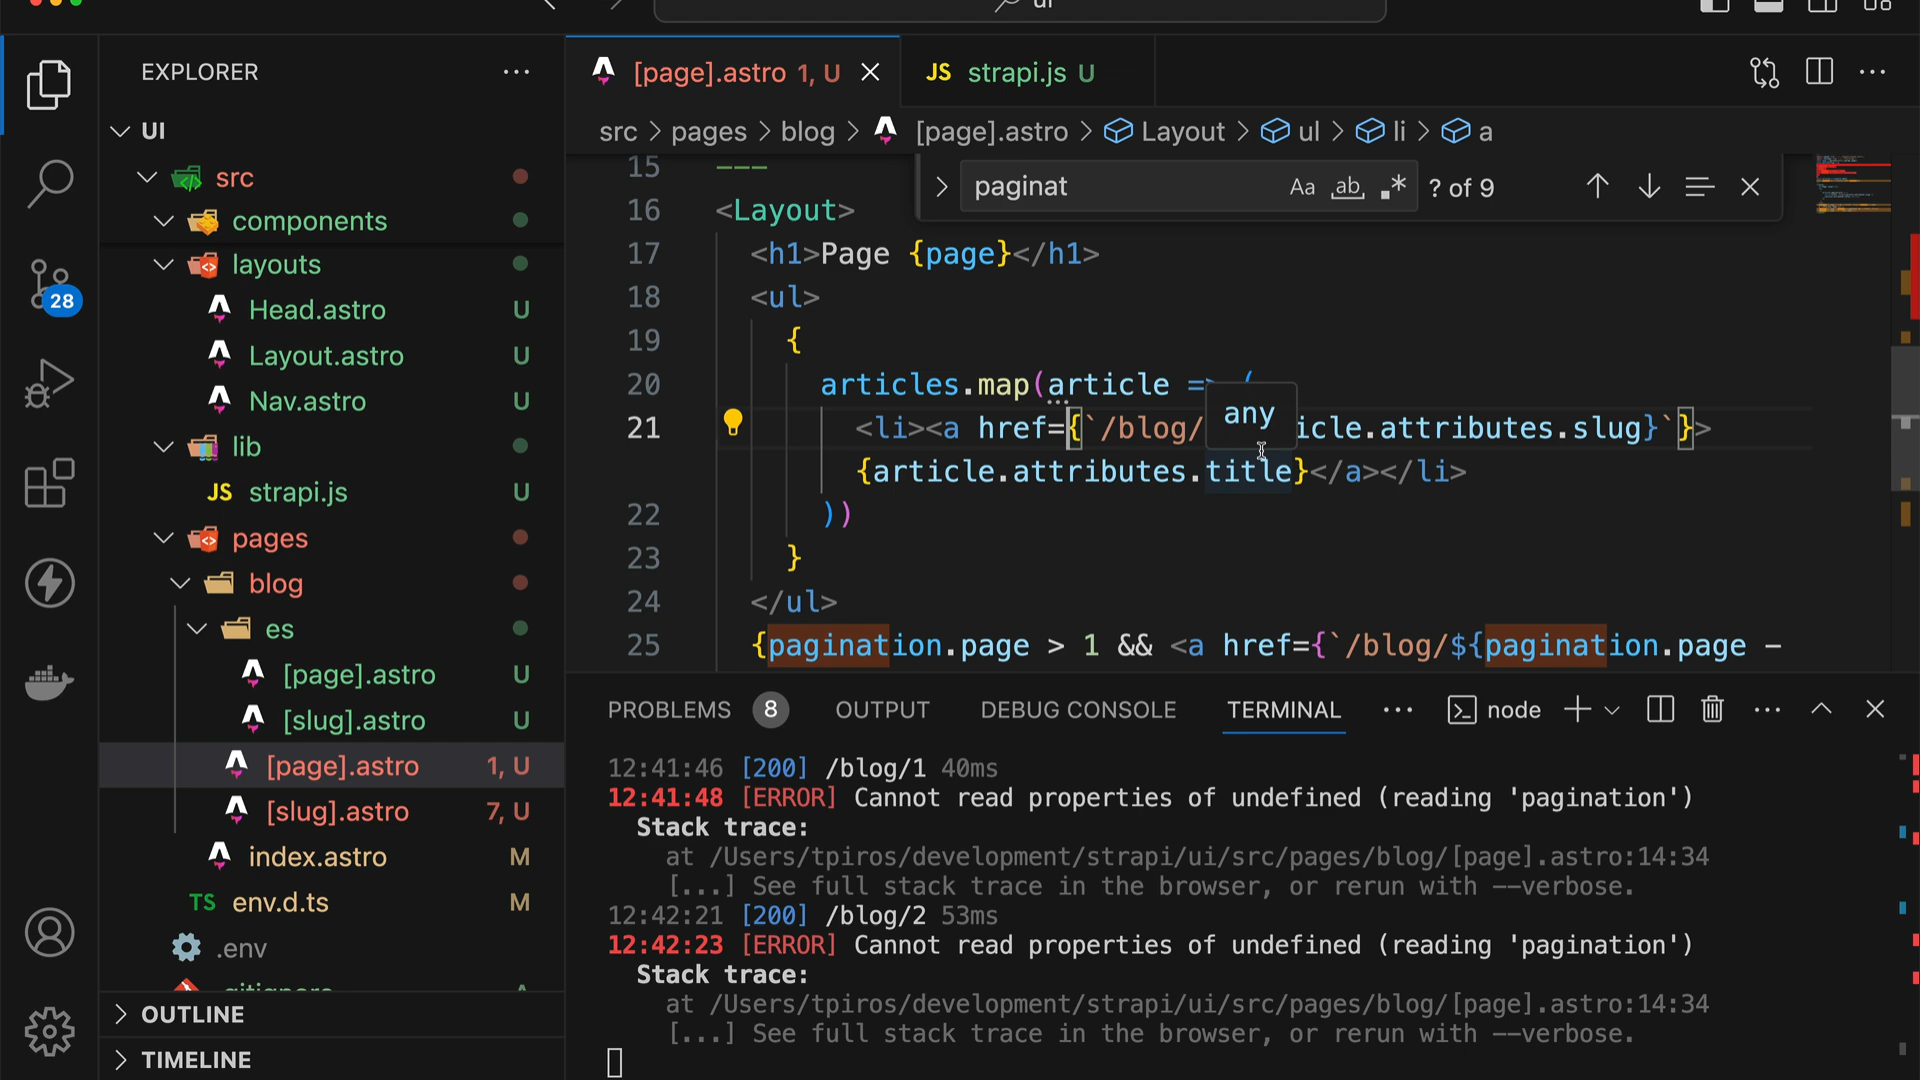 ui
EXPLORER
UI
src
components
layouts
Head.astro U
Layout.astro U
Nav.astro U
lib
JS strapi.js U
pages
blog
es
[page].astro U
[slug].astro U
[page].astro 1, U
[slug].astro 7, U
index.astro M
TS env.d.ts M
.env
.gitignore A
OUTLINE
TIMELINE
28
[page].astro 1, U
JS strapi.js U
src > pages > blog > [page].astro > Layout > ul > li > a
paginat Aa ab .* ? of 9
15 ---
16 <Layout>
17 <h1>Page {page}</h1>
18 <ul>
19 {
20 articles.map(article => (
any
21 <li><a href={`/blog/icle.attributes.slug}`}>
{article.attributes.title}</a></li>
22 ))
23 }
24 </ul>
25 {pagination.page > 1 && <a href={`/blog/${pagination.page -
PROBLEMS 8 OUTPUT DEBUG CONSOLE TERMINAL node
12:41:46 [200] /blog/1 40ms
12:41:48 [ERROR] Cannot read properties of undefined (reading 'pagination')
Stack trace:
at /Users/tpiros/development/strapi/ui/src/pages/blog/[page].astro:14:34
[...] See full stack trace in the browser, or rerun with --verbose.
12:42:21 [200] /blog/2 53ms
12:42:23 [ERROR] Cannot read properties of undefined (reading 'pagination')
Stack trace:
at /Users/tpiros/development/strapi/ui/src/pages/blog/[page].astro:14:34
[...] See full stack trace in the browser, or rerun with --verbose.